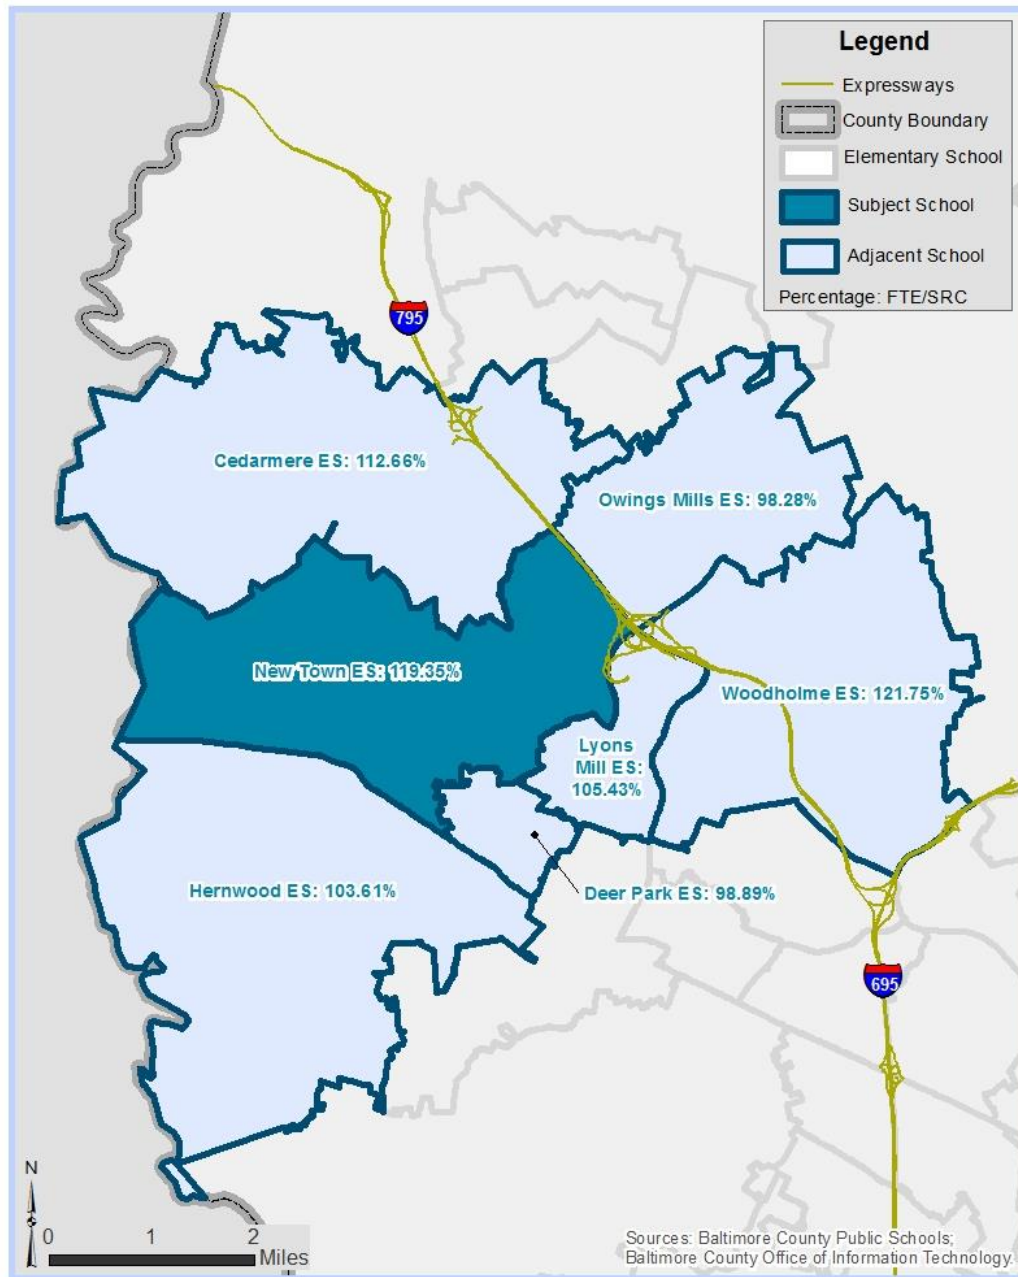 Legend
Expressways
County Boundary
Elementary School
Subject School
Adjacent School
Percentage: FTE/SRC
795
Cedarmere ES: 112.66%
Owings Mills ES: 98.28%
New Town ES: 119.35%
Woodholme ES: 121.75%
Lyons
Mill ES:
105.43%
Hernwood ES: 103.61%
Deer Park ES: 98.89%
695
N
0 1 2
Miles
Sources: Baltimore County Public Schools;
Baltimore County Office of Information Technology.